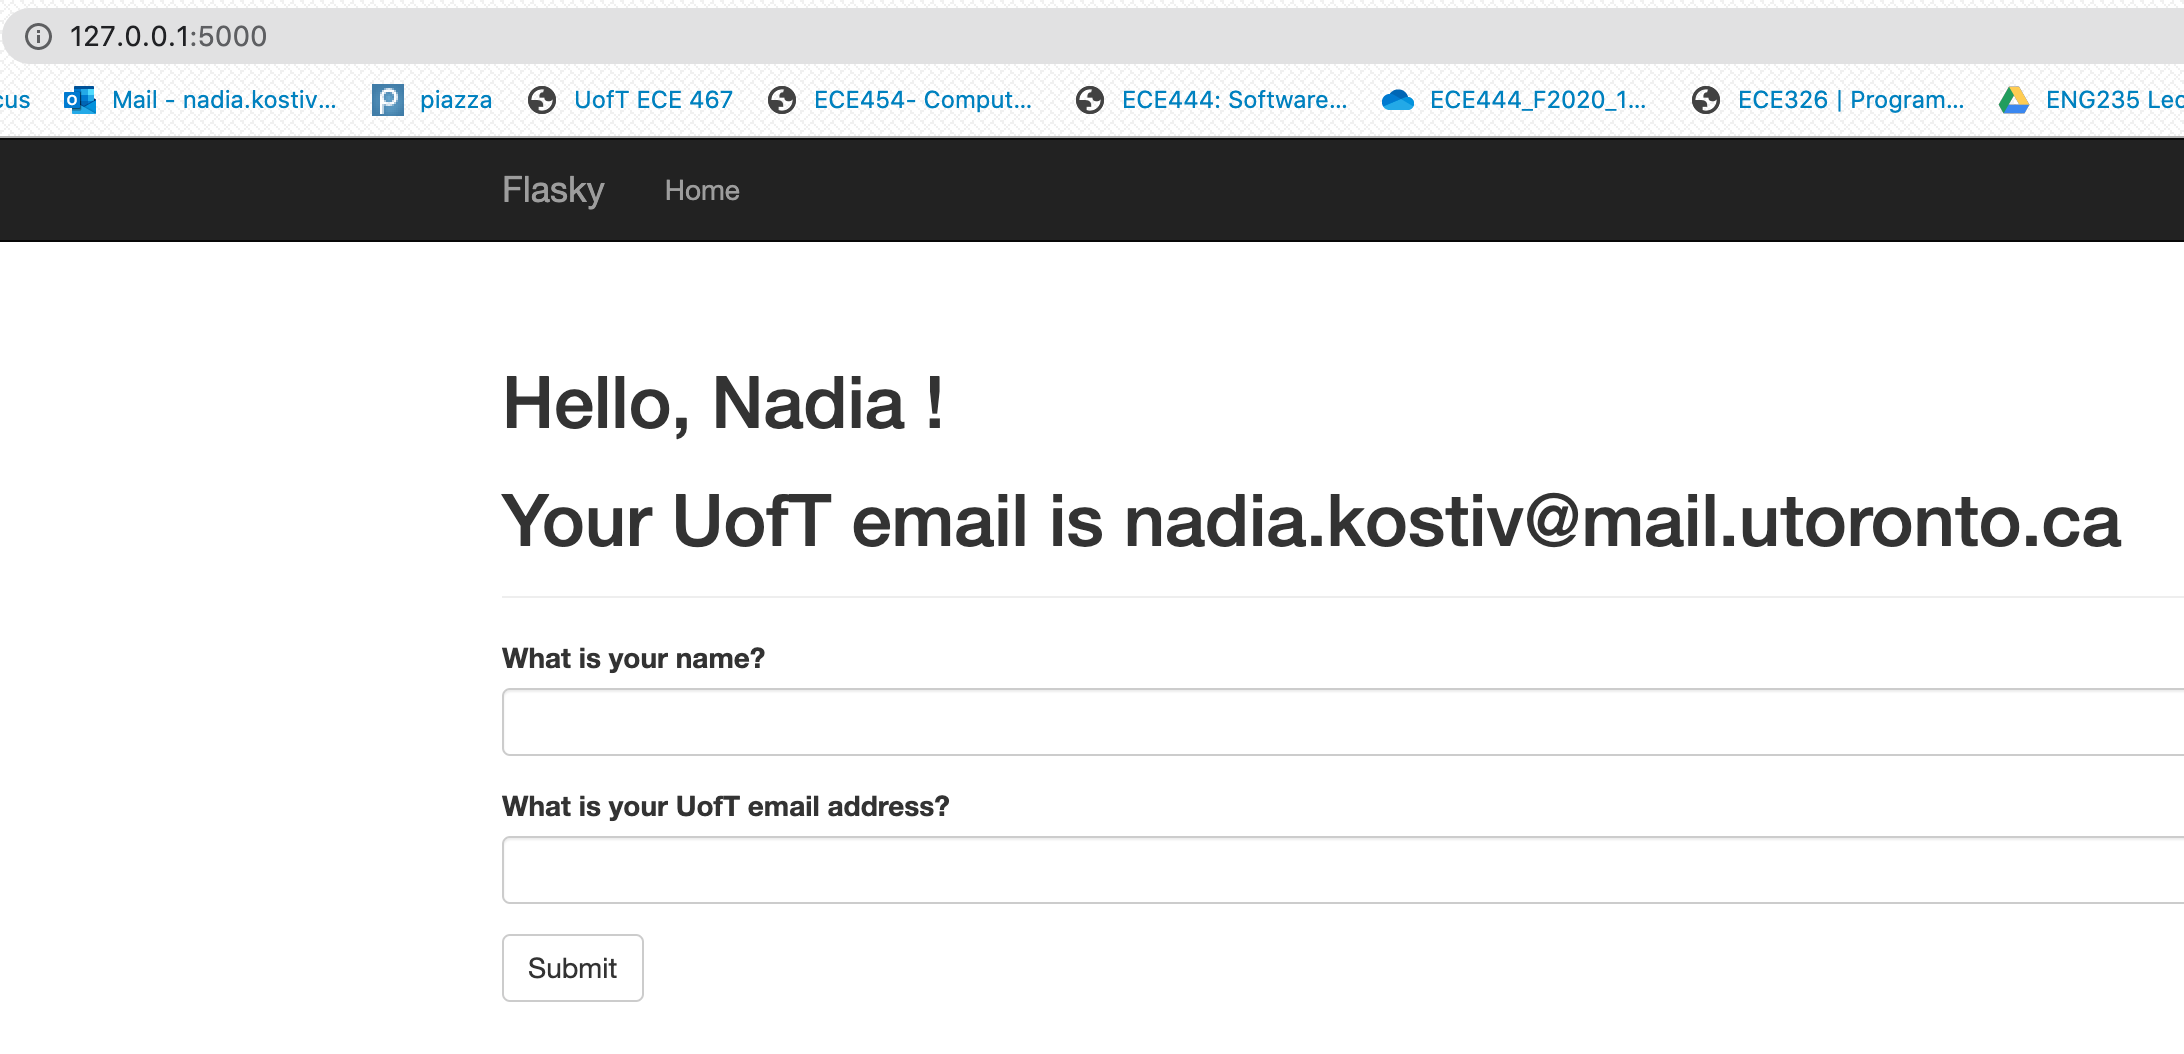 127.0.0.1:5000
cus Mail - nadia.kostiv... piazza UofT ECE 467 ECE454- Comput... ECE444: Software... ECE444_F2020_1... ECE326 | Program... ENG235 Lec
Flasky Home
Hello, Nadia !
Your UofT email is nadia.kostiv@mail.utoronto.ca
What is your name?
What is your UofT email address?
Submit